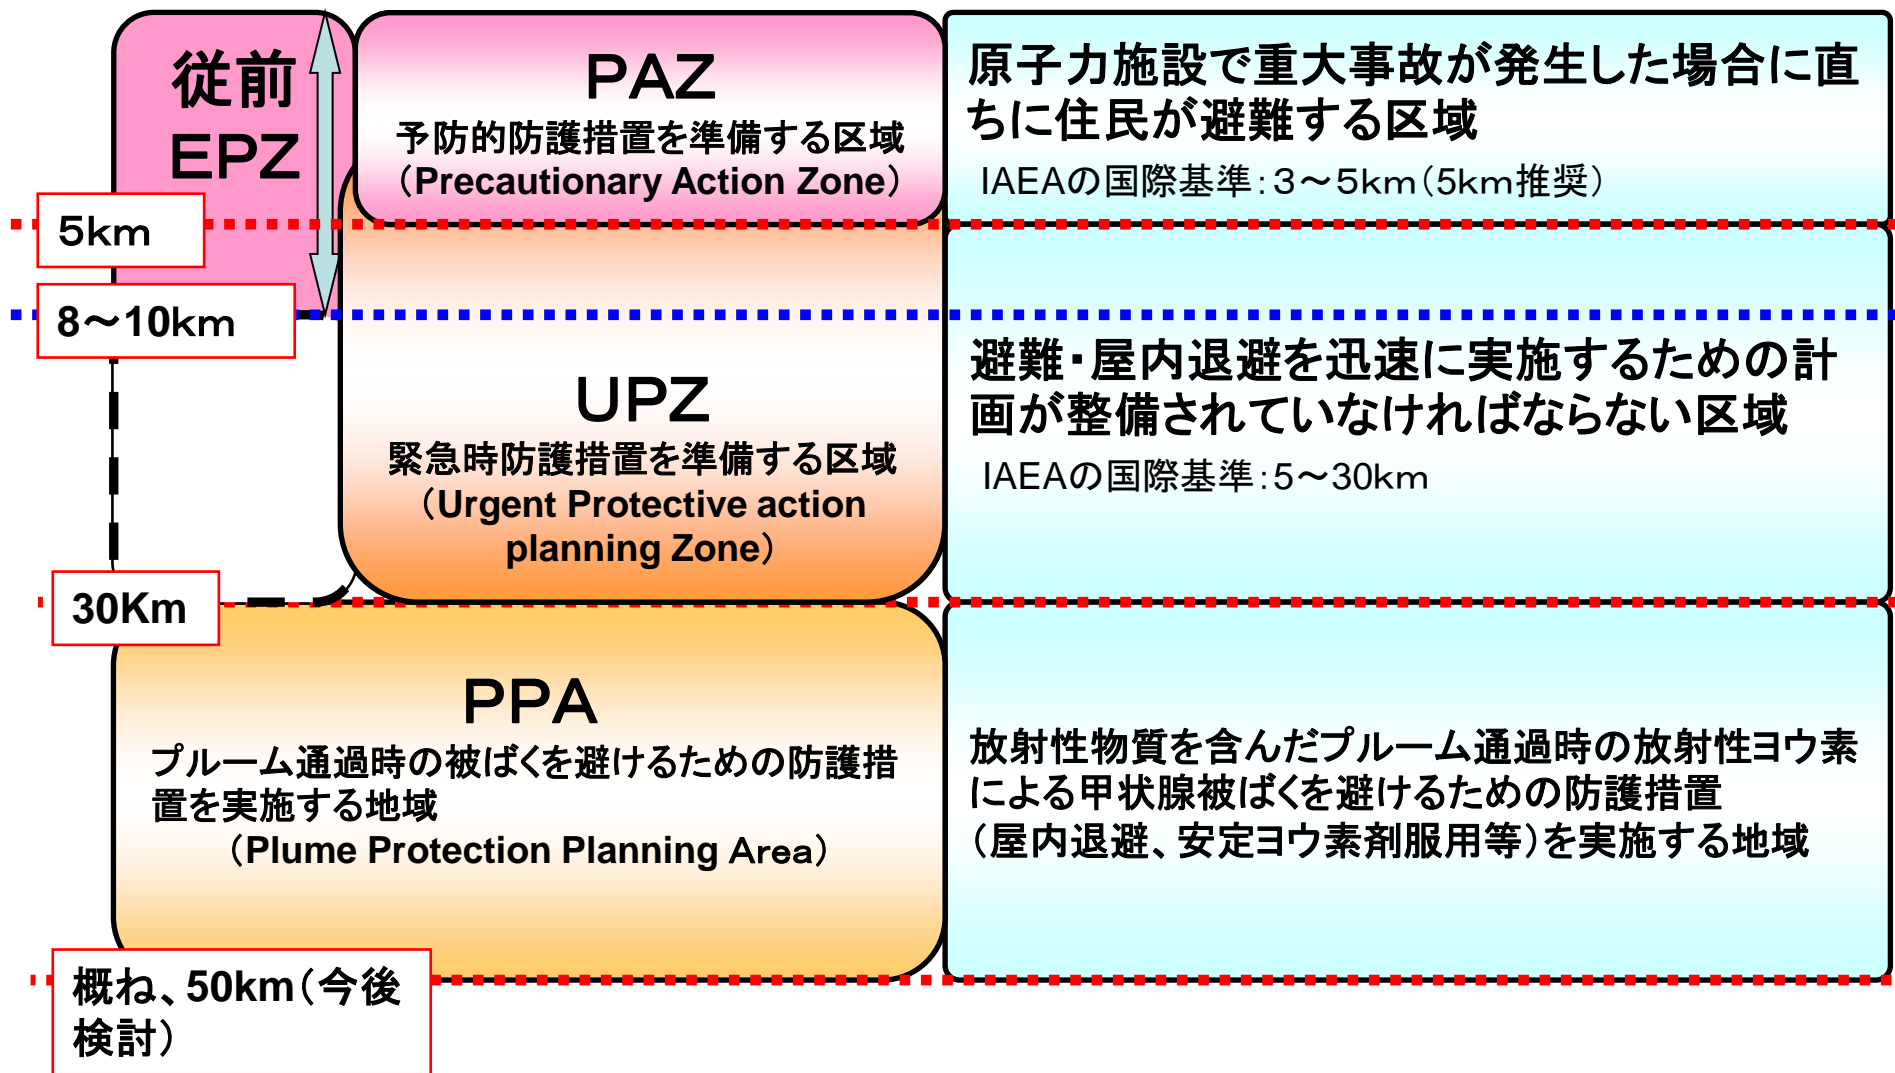 従前
EPZ
PAZ
予防的防護措置を準備する区域
（Precautionary Action Zone）
原子力施設で重大事故が発生した場合に直
ちに住民が避難する区域
IAEAの国際基準：3～5km（5km推奨）
5km
8～10km
UPZ
緊急時防護措置を準備する区域
（Urgent Protective action
planning Zone）
避難・屋内退避を迅速に実施するための計
画が整備されていなければならない区域
IAEAの国際基準：5～30km
30Km
PPA
プルーム通過時の被ばくを避けるための防護措
置を実施する地域
（Plume Protection Planning Area）
放射性物質を含んだプルーム通過時の放射性ヨウ素
による甲状腺被ばくを避けるための防護措置
（屋内退避、安定ヨウ素剤服用等）を実施する地域
概ね、50km（今後
検討）